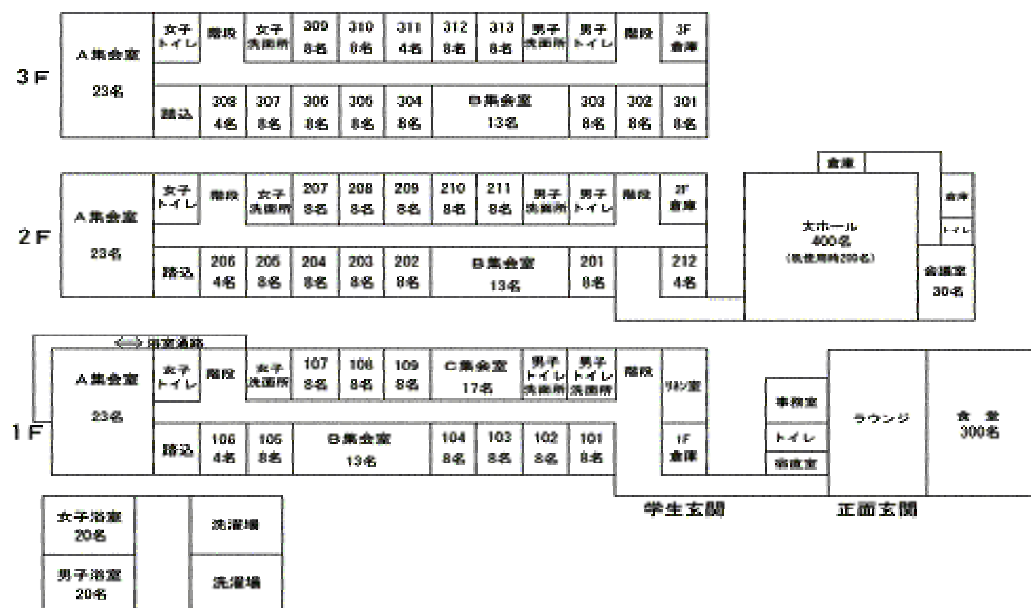 3F
A集会室
23名
女子
トイレ
階段
女子
洗面所
309
8名
310
8名
311
4名
312
8名
313
8名
男子
洗面所
男子
トイレ
階段
3F
倉庫
踏込
308
4名
307
8名
306
8名
305
8名
304
8名
B集会室
13名
303
8名
302
8名
301
8名
2F
A集会室
23名
女子
トイレ
階段
女子
洗面所
207
8名
208
8名
209
8名
210
8名
211
8名
男子
洗面所
男子
トイレ
階段
2F
倉庫
踏込
206
4名
205
8名
204
8名
203
8名
202
8名
B集会室
13名
201
8名
212
4名
倉庫
大ホール
400名
(机使用時200名)
倉庫
トイレ
会議室
30名
1F
⇔ 浴室通路
A集会室
23名
女子
トイレ
階段
女子
洗面所
107
8名
108
8名
109
8名
C集会室
17名
男子
トイレ
洗面所
男子
トイレ
洗面所
階段
リネン室
踏込
106
4名
105
8名
B集会室
13名
104
8名
103
8名
102
8名
101
8名
1F
倉庫
事務室
トイレ
宿直室
ラウンジ
食堂
300名
学生玄関
正面玄関
女子浴室
20名
洗濯場
男子浴室
20名
洗濯場